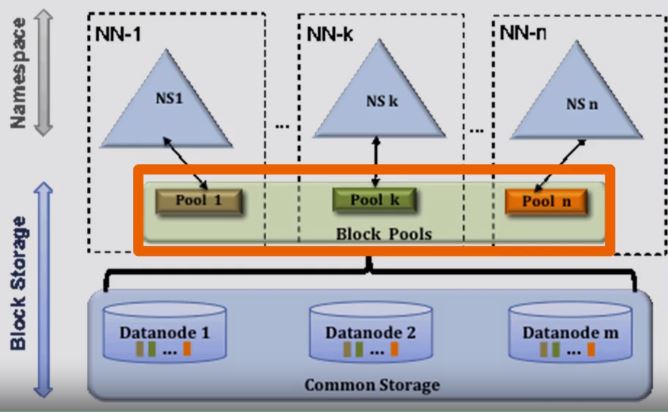 Namespace
NN-1
NN-k
NN-n
NS1
NS k
NS n
...
...
Block Storage
Pool 1
Pool k
Pool n
Block Pools
Datanode 1
Datanode 2
Datanode m
...
...
...
Common Storage